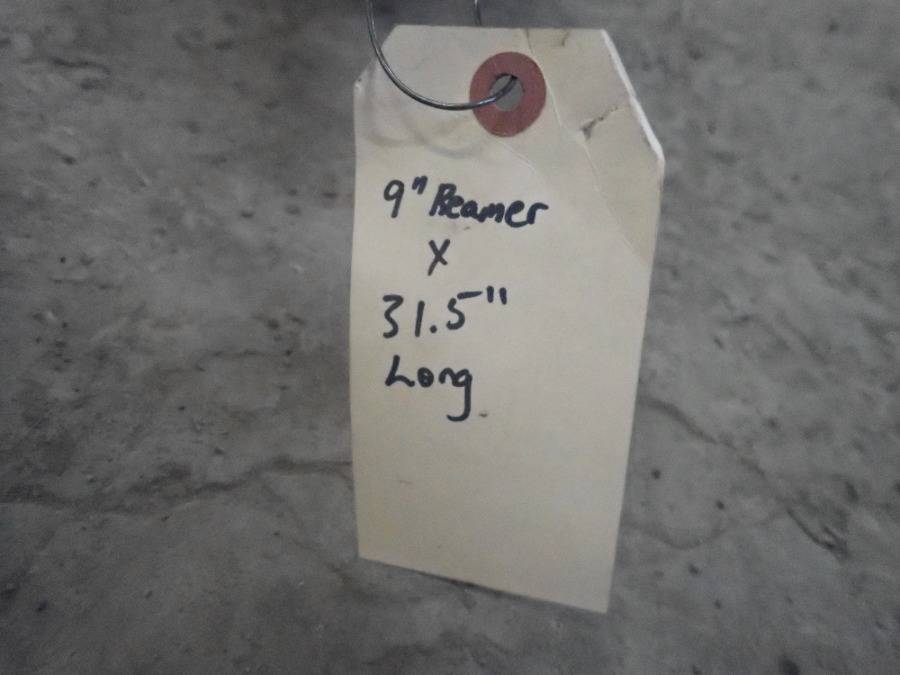 9" Reamer
X
31.5"
Long